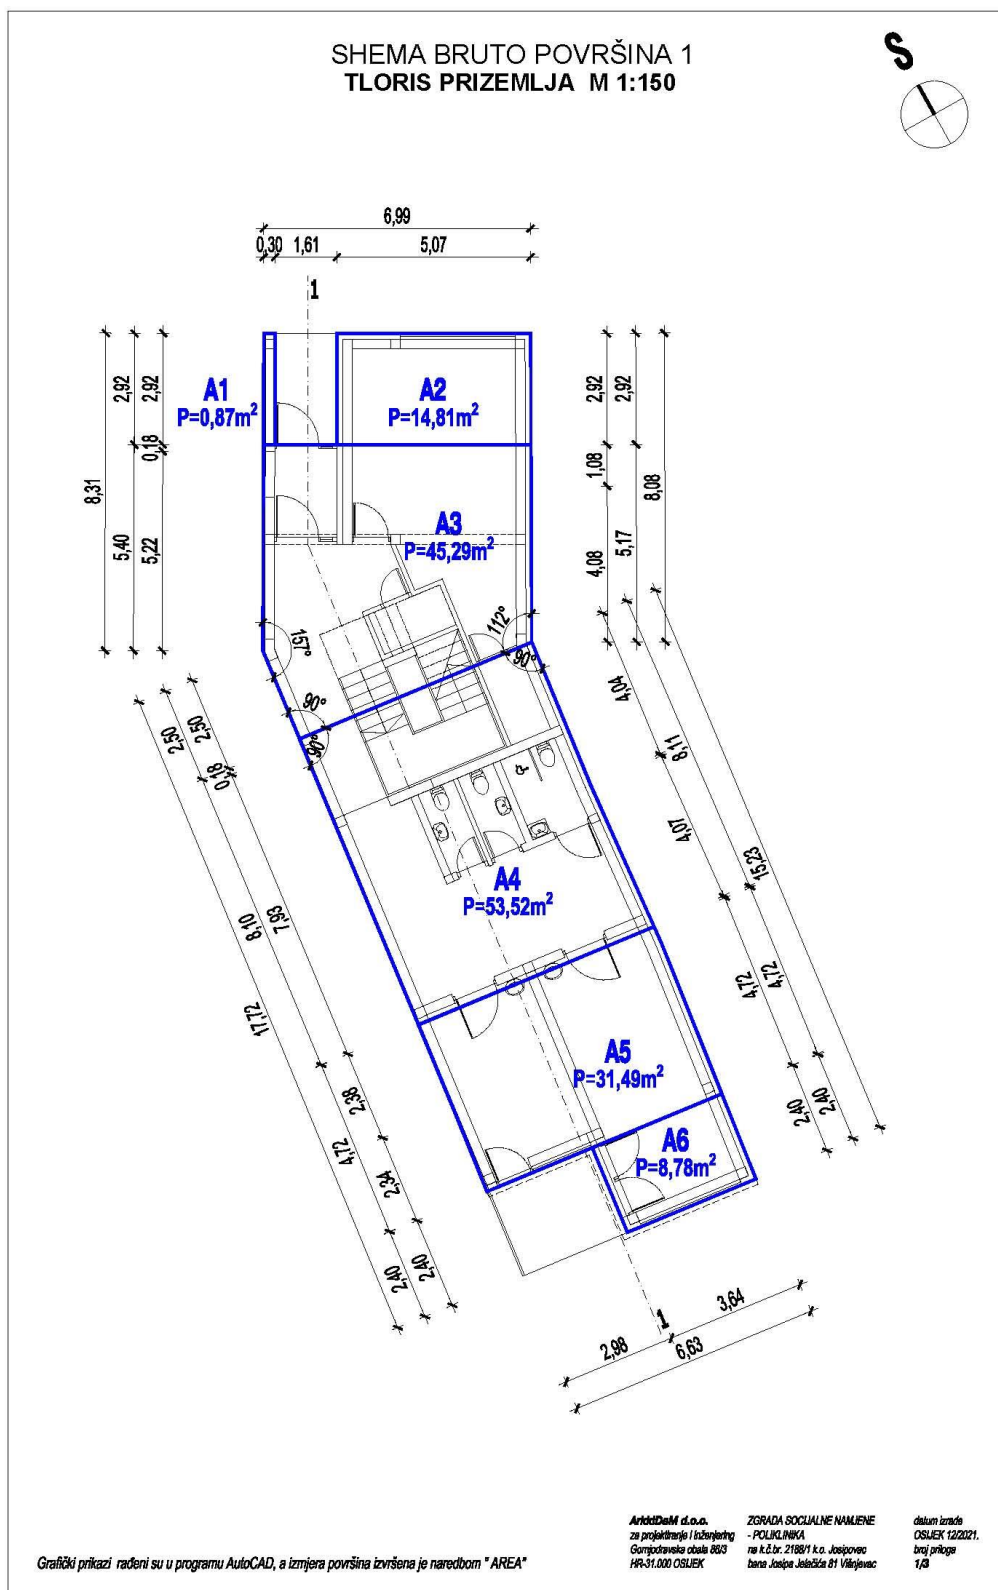 SHEMA BRUTO POVRŠINA 1
TLORIS PRIZEMLJA M 1:150
S
6,99
0,30 1,61 5,07
1
A1
P=0,87m²
A2
P=14,81m²
A3
P=45,29m²
2,92
2,92
0,18
8,31
5,40
5,22
2,92
2,92
1,08
8,08
5,17
4,08
157°
112°
90°
90°
90°
4,04
8,11
4,07
15,23
4,72
4,72
2,40
2,40
2,50
2,50
0,18
7,93
8,10
17,72
2,38
4,72
2,34
2,40
2,40
A4
P=53,52m²
A5
P=31,49m²
A6
P=8,78m²
1
3,64
2,98
6,63
Grafički prikazi rađeni su u programu AutoCAD, a izmjera površina izvršena je naredbom " AREA"
za projektiranje i inženjering
Gornjodravska obala 86/3
HR-31.000 OSIJEK
ZGRADA SOCIJALNE NAMJENE
- POLIKLINIKA
na k.č.br. 2188/1 k.o. Josipovac
bana Josipa Jelačića 81 Višnjevac
datum izrade
OSIJEK 12/2021.
broj priloga
1/3